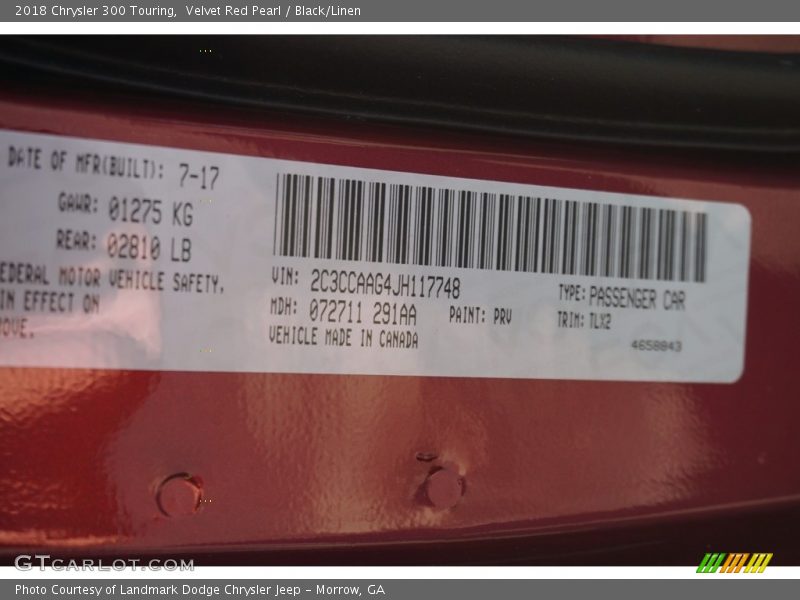 2018 Chrysler 300 Touring,  Velvet Red Pearl / Black/Linen
DATE OF MFR(BUILT): 7-17
GAWR: 01275 KG
REAR: 02810 LB
EDERAL MOTOR VEHICLE SAFETY,
IN EFFECT ON
OVE.
VIN: 2C3CCAAG4JH117748
TYPE: PASSENGER CAR
MDH: 072711 291AA
PAINT: PRV
TRIM: TLX2
VEHICLE MADE IN CANADA
4658843
GTCARLOT.COM
Photo Courtesy of Landmark Dodge Chrysler Jeep – Morrow, GA